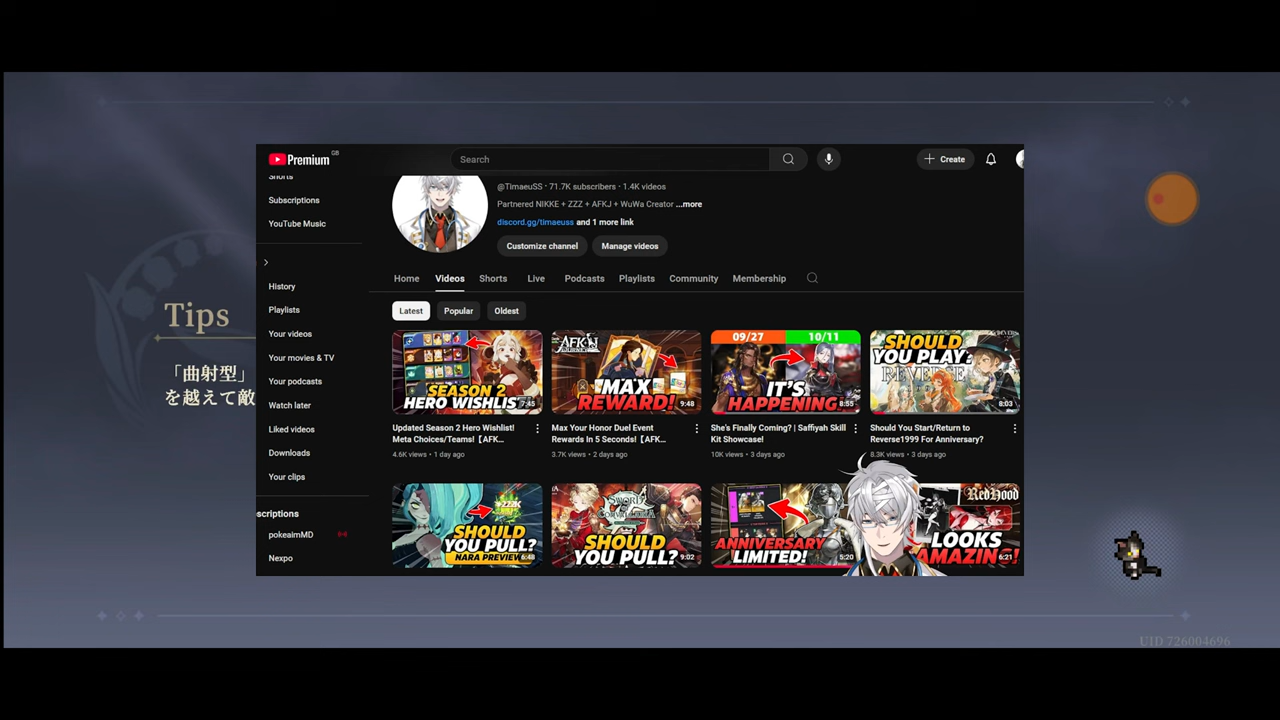 Premium GB
Search
Create
Shorts
Subscriptions
YouTube Music
History
Playlists
Your videos
Your movies & TV
Your podcasts
Watch later
Liked videos
Downloads
Your clips
scriptions
pokeaimMD
Nexpo
@TimaeuSS · 71.7K subscribers · 1.4K videos
Partnered NIKKE + ZZZ + AFKJ + WuWa Creator ...more
discord.gg/timaeuss and 1 more link
Customize channel Manage videos
Home Videos Shorts Live Podcasts Playlists Community Membership
Latest Popular Oldest
SEASON 2
HERO WISHLIS
7:45
Updated Season 2 Hero Wishlist!
Meta Choices/Teams!【AFK...
4.6K views • 1 day ago
AFK
MAX
REWARD!
9:48
Max Your Honor Duel Event
Rewards In 5 Seconds!【AFK...
3.7K views • 2 days ago
09/27 10/11
IT'S
HAPPENING
8:55
She's Finally Coming? | Saffiyah Skill
Kit Showcase!
10K views • 3 days ago
SHOULD
YOU PLAY?
REVERSE
8:03
Should You Start/Return to
Reverse1999 For Anniversary?
8.3K views • 3 days ago
SHOULD
YOU PULL?
NARA PREVIEW
6:48
SWORD OF
CONVALLARIA
SHOULD
YOU PULL?
9:02
ANNIVERSARY
LIMITED!
5:20
REDHOOD
LOOKS
AMAZING!
6:21
Tips
「曲射型」
を越えて敵
UID 726004696